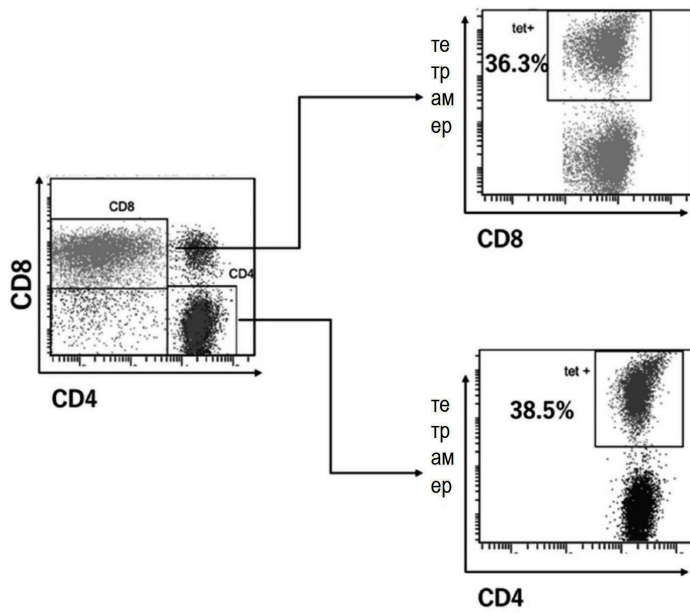 те
тр
ам
ер
tet+
36.3%
CD8
CD8
CD8
CD4
CD4
те
тр
ам
ер
tet +
38.5%
CD4